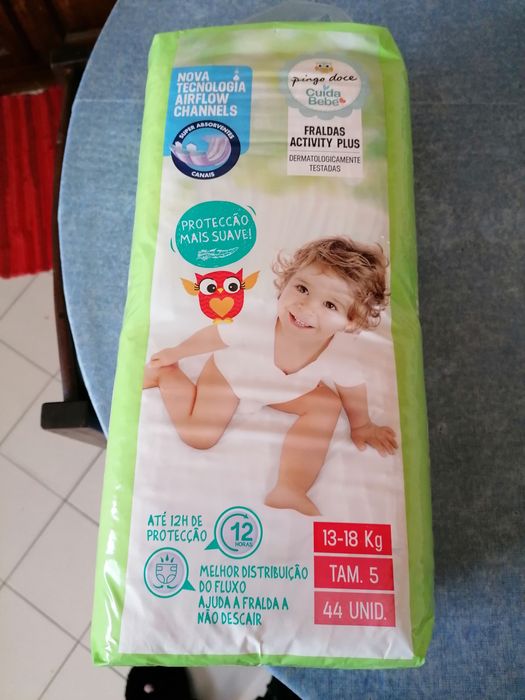 NOVA
TECNOLOGIA
AIRFLOW
CHANNELS
SUPER ABSORVENTES
CANAIS
pingo doce
Cuida
Bebé
FRALDAS
ACTIVITY PLUS
DERMATOLOGICAMENTE
TESTADAS
PROTECÇÃO
MAIS SUAVE!
ATÉ 12H DE
PROTECÇÃO
12
HORAS
MELHOR DISTRIBUIÇÃO
DO FLUXO
AJUDA A FRALDA A
NÃO DESCAIR
13-18 Kg
TAM. 5
44 UNID.